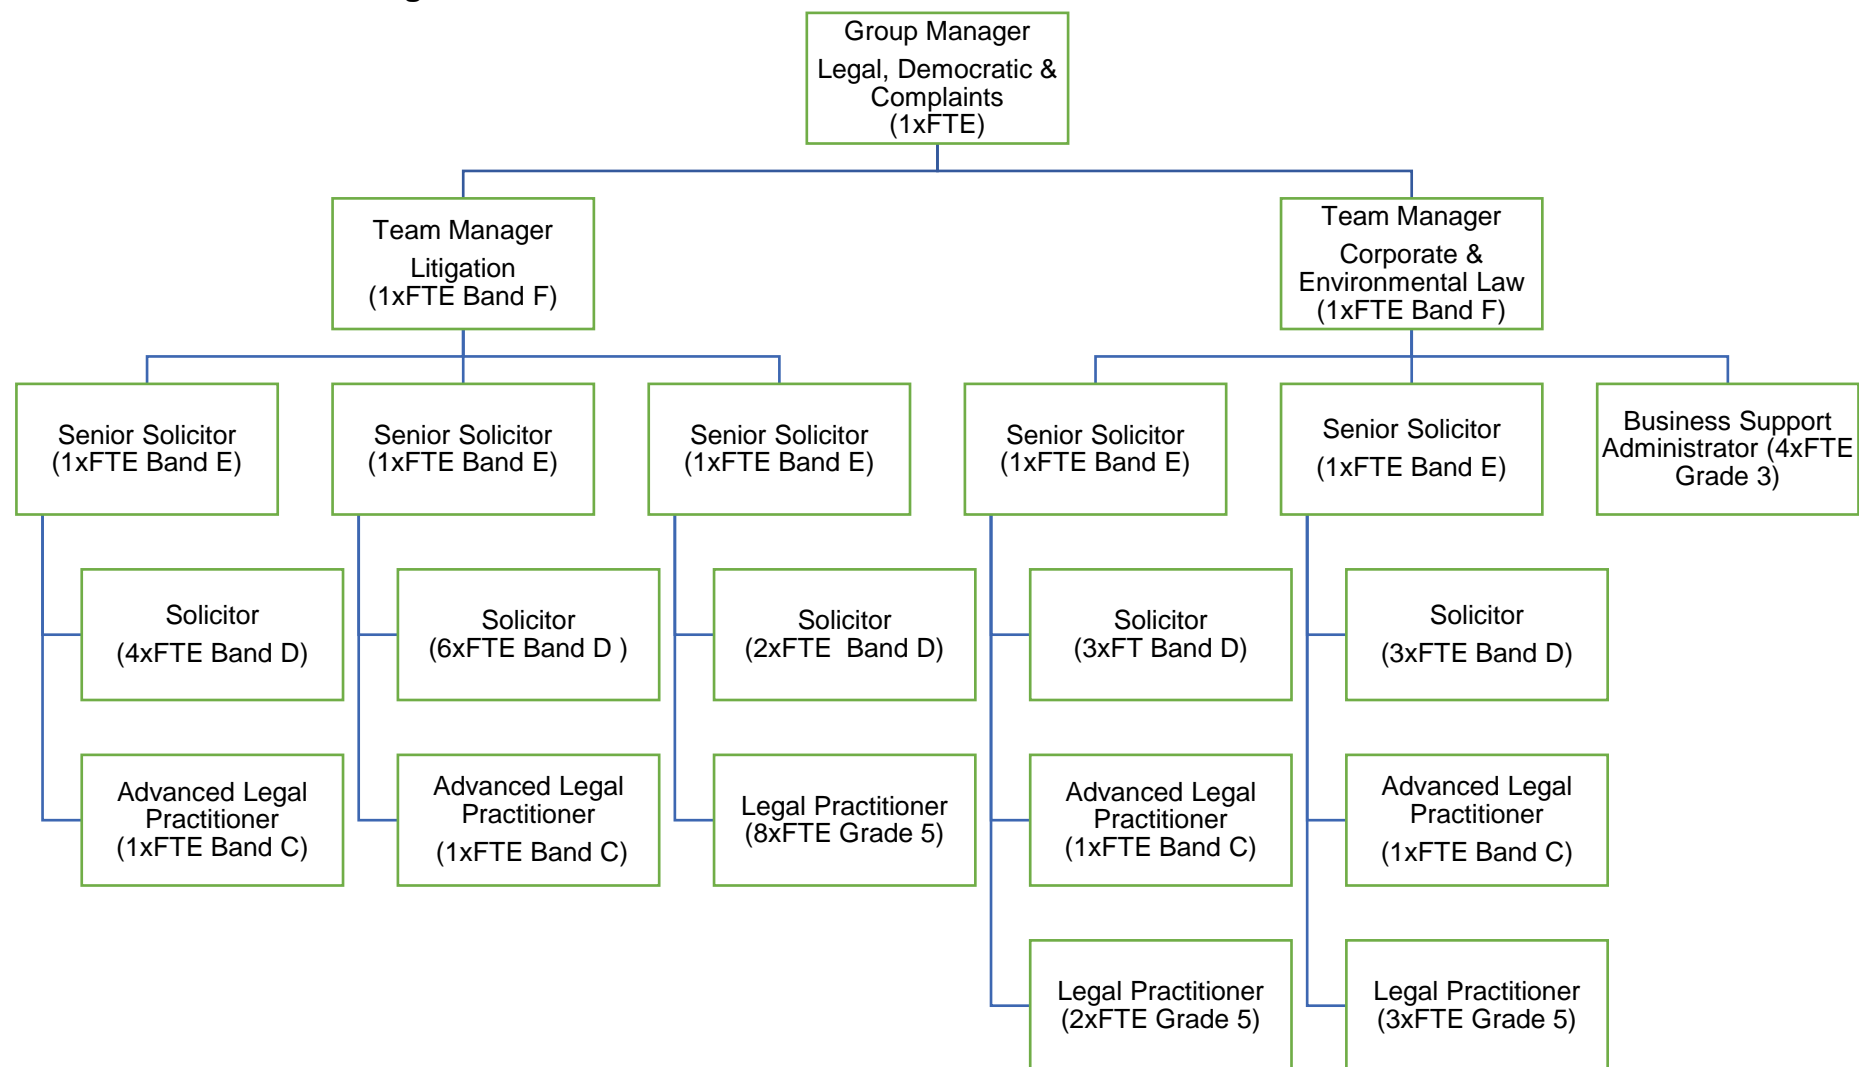 Group Manager
Legal, Democratic &
Complaints
(1xFTE)
Team Manager
Litigation
(1xFTE Band F)
Team Manager
Corporate &
Environmental Law
(1xFTE Band F)
Senior Solicitor
(1xFTE Band E)
Senior Solicitor
(1xFTE Band E)
Senior Solicitor
(1xFTE Band E)
Senior Solicitor
(1xFTE Band E)
Senior Solicitor
(1xFTE Band E)
Business Support
Administrator (4xFTE
Grade 3)
Solicitor
(4xFTE Band D)
Solicitor
(6xFTE Band D )
Solicitor
(2xFTE  Band D)
Solicitor
(3xFT Band D)
Solicitor
(3xFTE Band D)
Advanced Legal
Practitioner
(1xFTE Band C)
Advanced Legal
Practitioner
(1xFTE Band C)
Legal Practitioner
(8xFTE Grade 5)
Advanced Legal
Practitioner
(1xFTE Band C)
Advanced Legal
Practitioner
(1xFTE Band C)
Legal Practitioner
(2xFTE Grade 5)
Legal Practitioner
(3xFTE Grade 5)